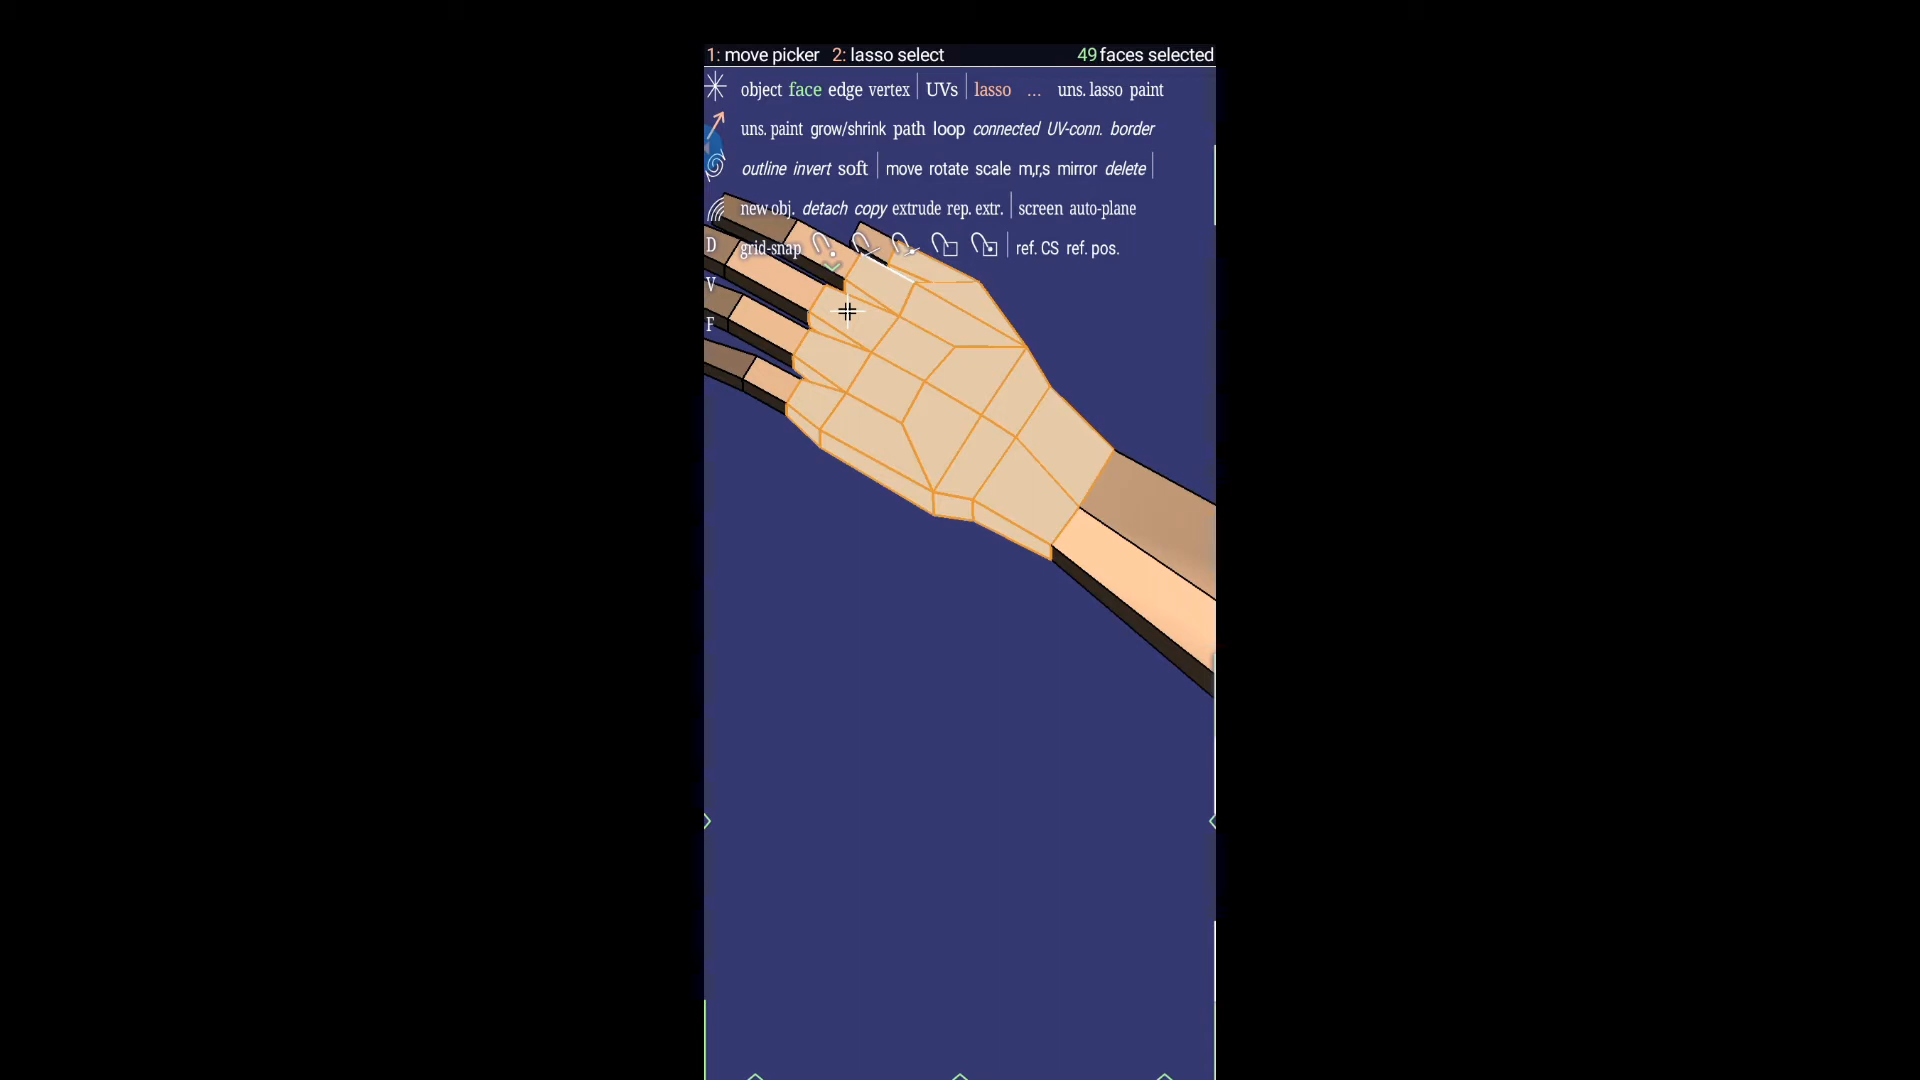 1: move picker 2: lasso select 49 faces selected
object face edge vertex | UVs | lasso ... uns. lasso paint
uns. paint grow/shrink path loop connected UV-conn. border
outline invert soft | move rotate scale m,r,s mirror delete |
new obj. detach copy extrude rep. extr. | screen auto-plane
D grid-snap | ref. CS ref. pos.
V
F